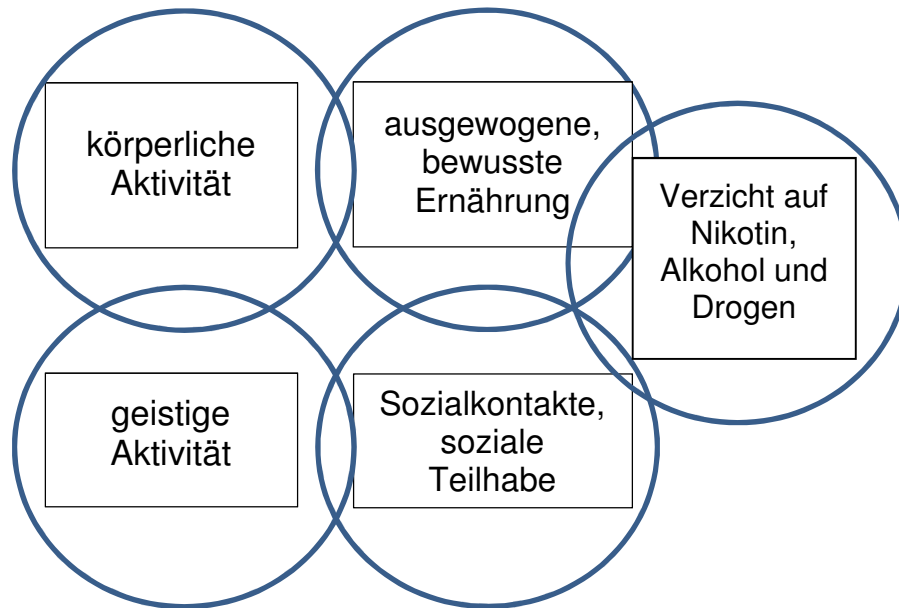 körperliche
Aktivität
ausgewogene,
bewusste
Ernährung
Verzicht auf
Nikotin,
Alkohol und
Drogen
geistige
Aktivität
Sozialkontakte,
soziale
Teilhabe